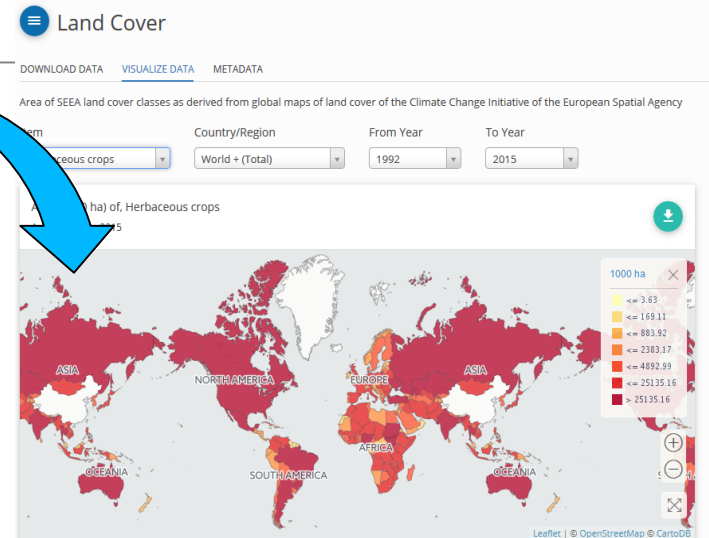 Land Cover
DOWNLOAD DATA VISUALIZE DATA METADATA
Area of SEEA land cover classes as derived from global maps of land cover of the Climate Change Initiative of the European Spatial Agency
Country/Region From Year To Year
crops World + (Total) 1992 2015
ha) of, Herbaceous crops
1000 ha
<= 3.63
<= 169.11
<= 883.92
<= 2383.17
<= 4892.99
<= 25135.16
> 25135.16
ASIA NORTH AMERICA EUROPE ASIA
AFRICA
OCEANIA SOUTH AMERICA OCEANIA
Leaflet | © OpenStreetMap © CartoDB